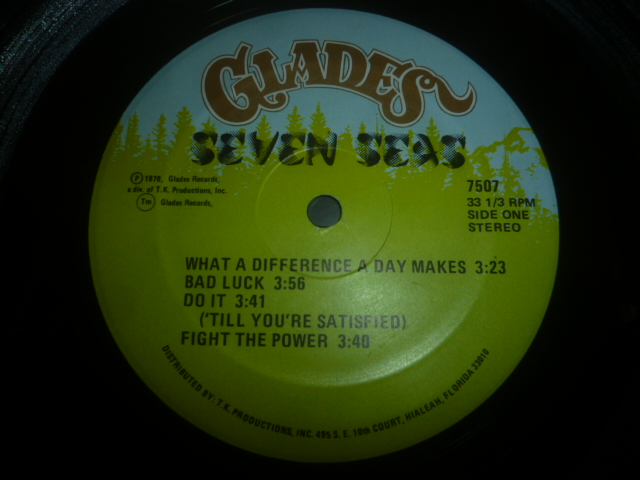 GLADES
SEVEN SEAS
℗ 1976, Glades Records,
a div. of T.K. Productions, Inc.
Tm Glades Records,
7507
33 1/3 RPM
SIDE ONE
STEREO
WHAT A DIFFERENCE A DAY MAKES 3:23
BAD LUCK 3:56
DO IT 3:41
('TILL YOU'RE SATISFIED)
FIGHT THE POWER 3:40
DISTRIBUTED BY: T.K. PRODUCTIONS, INC. 495 S. E. 10th COURT, HIALEAH, FLORIDA 33010